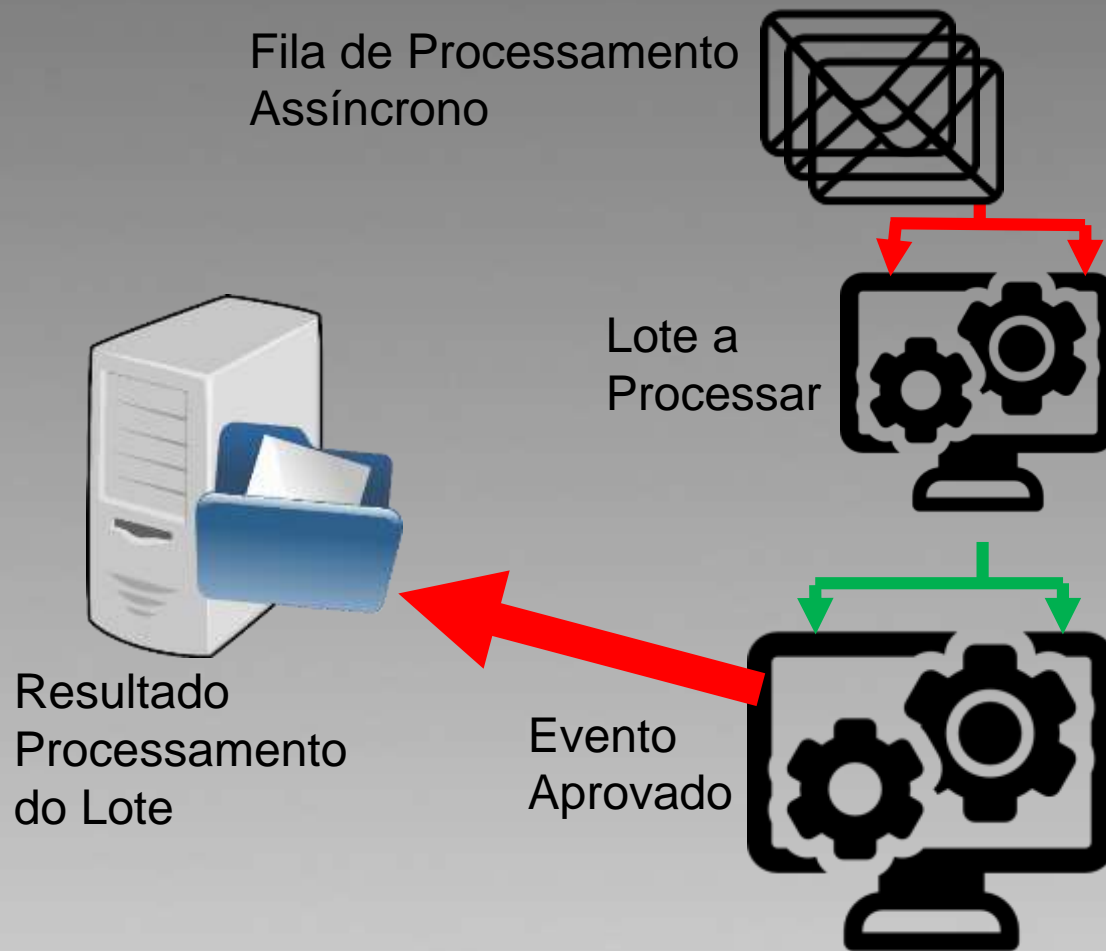 Fila de Processamento
Assíncrono
Lote a
Processar
Resultado
Processamento
do Lote
Evento
Aprovado